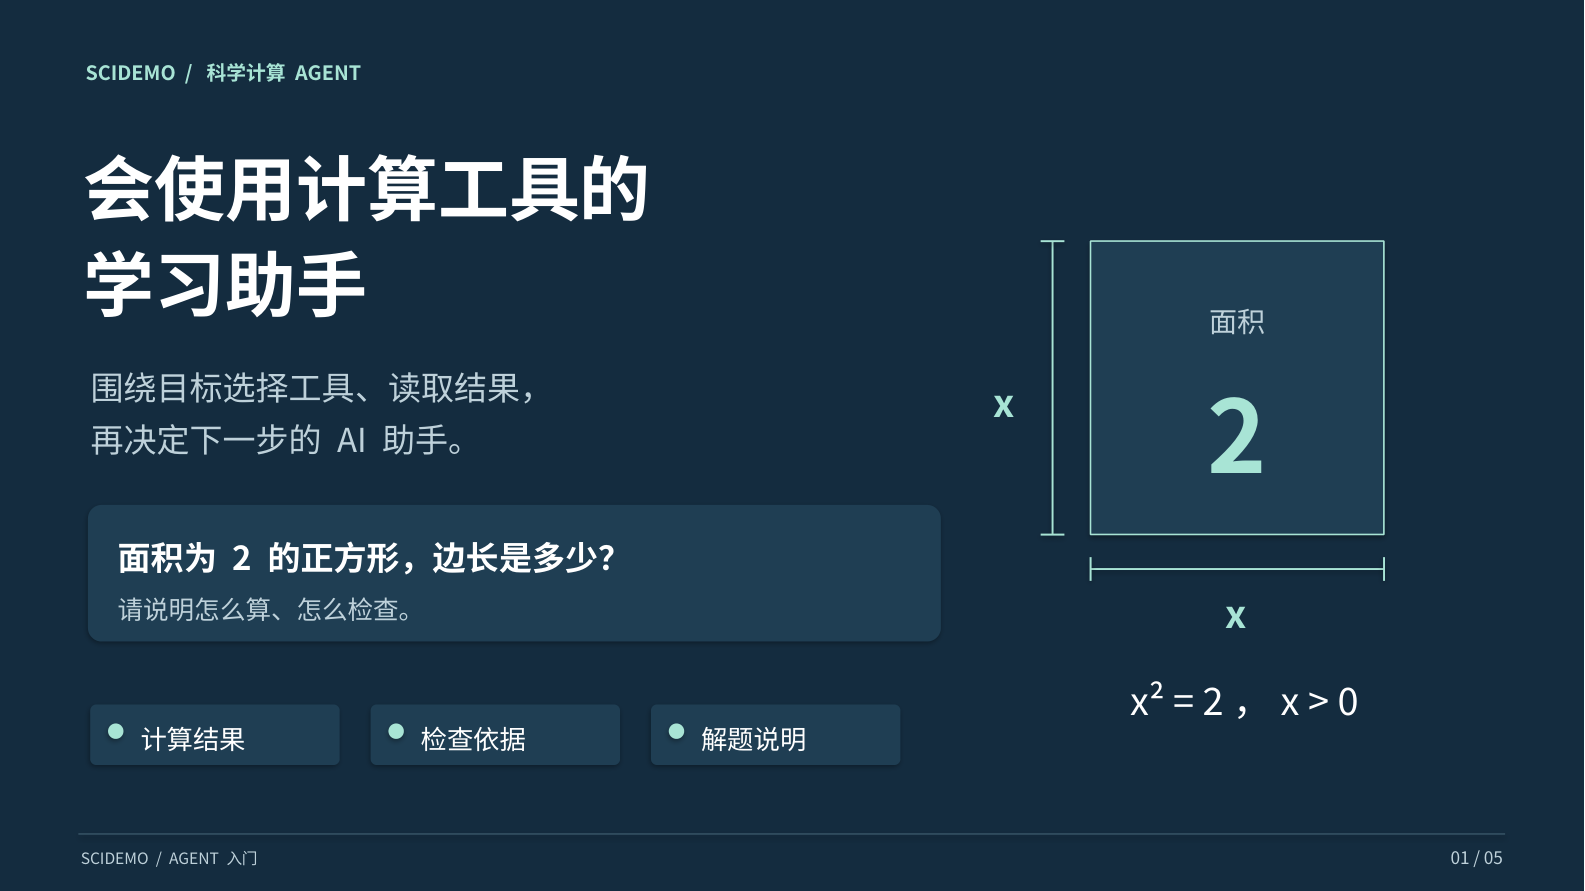 SCIDEMO / 科学计算 AGENT
会使用计算工具的
学习助手
围绕目标选择工具、读取结果，
再决定下一步的 AI 助手。
面积为 2 的正方形，边长是多少？
请说明怎么算、怎么检查。
计算结果
检查依据
解题说明
面积
2
x
x
x² = 2 ， x > 0
SCIDEMO / AGENT 入门
01 / 05